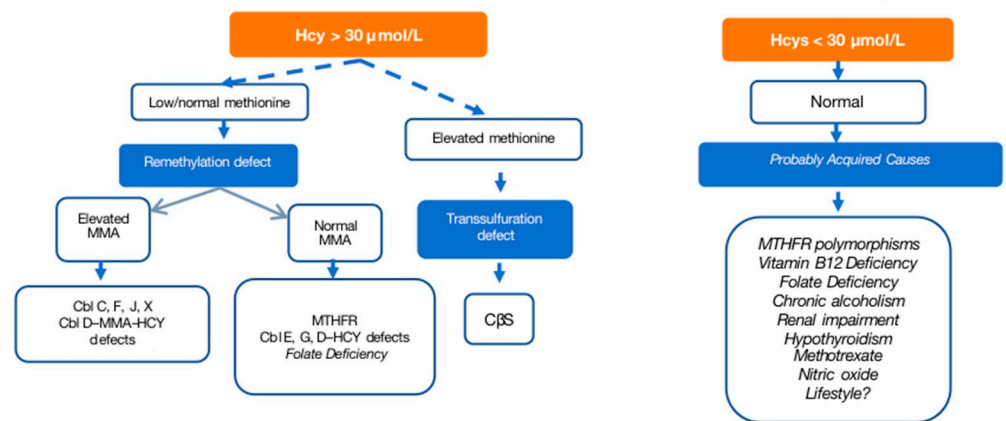 Hcy > 30 µmol/L
Low/normal methionine
Elevated methionine
Remethylation defect
Elevated
MMA
Normal
MMA
Transsulfuration
defect
Cbl C, F, J, X
Cbl D–MMA–HCY
defects
MTHFR
Cbl E, G, D–HCY defects
Folate Deficiency
CβS
Hcys < 30 µmol/L
Normal
Probably Acquired Causes
MTHFR polymorphisms
Vitamin B12 Deficiency
Folate Deficiency
Chronic alcoholism
Renal impairment
Hypothyroidism
Methotrexate
Nitric oxide
Lifestyle?